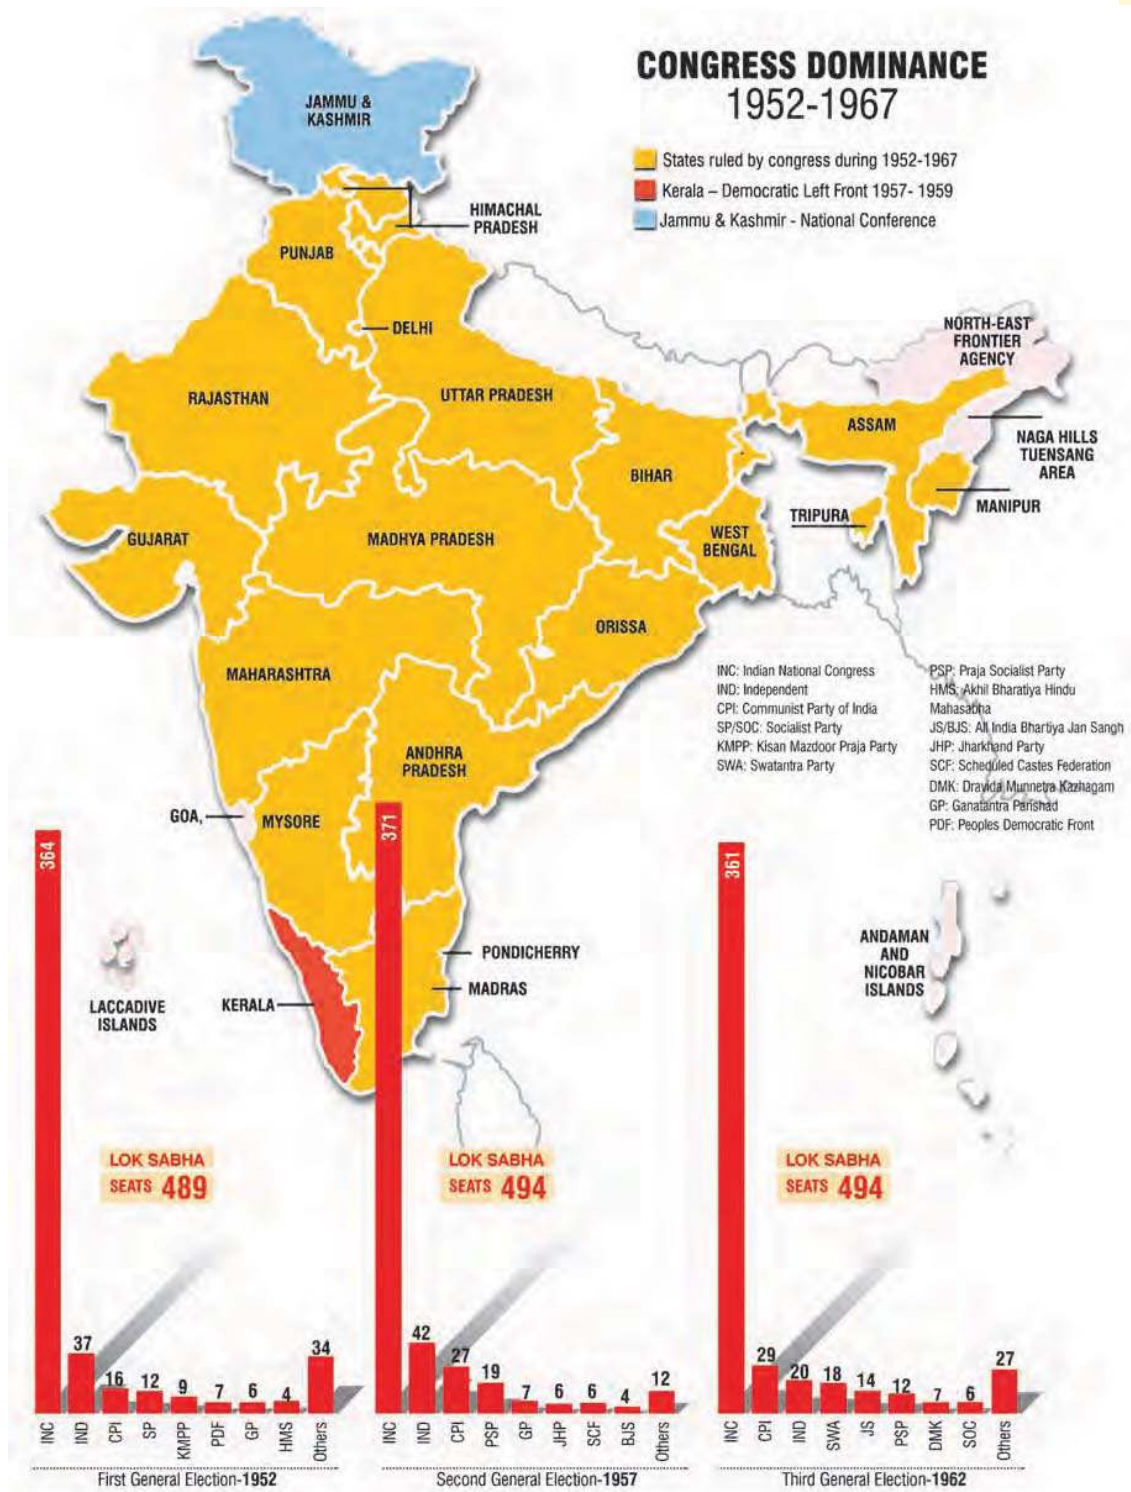 CONGRESS DOMINANCE
1952-1967
States ruled by congress during 1952-1967
Kerala – Democratic Left Front 1957- 1959
Jammu & Kashmir - National Conference
JAMMU &
KASHMIR
HIMACHAL
PRADESH
PUNJAB
DELHI
RAJASTHAN
UTTAR PRADESH
NORTH-EAST
FRONTIER
AGENCY
ASSAM
NAGA HILLS
TUENSANG
AREA
BIHAR
MANIPUR
TRIPURA
GUJARAT
MADHYA PRADESH
WEST
BENGAL
ORISSA
MAHARASHTRA
ANDHRA
PRADESH
GOA,
MYSORE
INC: Indian National Congress
IND: Independent
CPI: Communist Party of India
SP/SOC: Socialist Party
KMPP: Kisan Mazdoor Praja Party
SWA: Swatantra Party
PSP: Praja Socialist Party
HMS: Akhil Bharatiya Hindu
Mahasabha
JS/BJS: All India Bhartiya Jan Sangh
JHP: Jharkhand Party
SCF: Scheduled Castes Federation
DMK: Dravida Munnetra Kazhagam
GP: Ganatantra Parishad
PDF: Peoples Democratic Front
PONDICHERRY
MADRAS
KERALA
LACCADIVE
ISLANDS
ANDAMAN
AND
NICOBAR
ISLANDS
LOK SABHA
SEATS 489
364
37
16
12
9
7
6
4
34
INC
IND
CPI
SP
KMPP
PDF
GP
HMS
Others
First General Election-1952
LOK SABHA
SEATS 494
371
42
27
19
7
6
6
4
12
INC
IND
CPI
PSP
GP
JHP
SCF
BJS
Others
Second General Election-1957
LOK SABHA
SEATS 494
361
29
20
18
14
12
7
6
27
INC
CPI
IND
SWA
JS
PSP
DMK
SOC
Others
Third General Election-1962